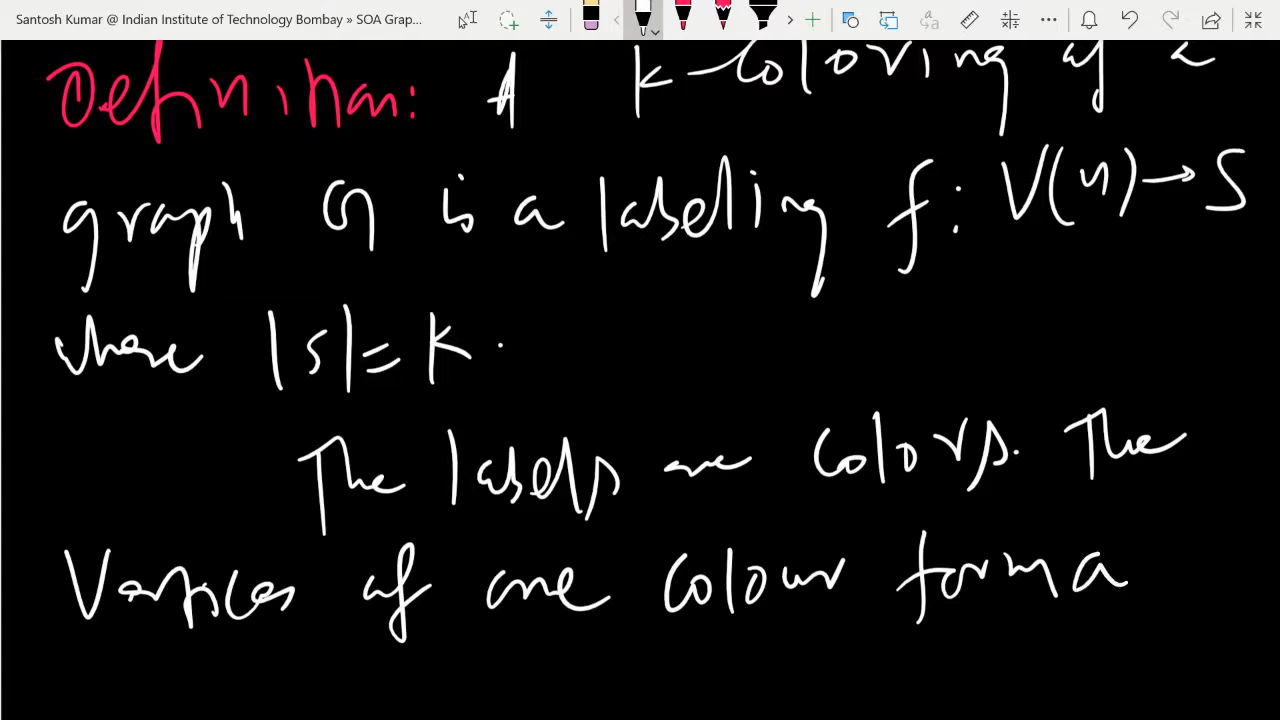 Santosh Kumar @ Indian Institute of Technology Bombay » SOA Grap...
Definition: A k-coloring of a
graph G is a labeling f: V(n) → S
where |S| = k.
The labels are colors. The
Vertices of one colour form a